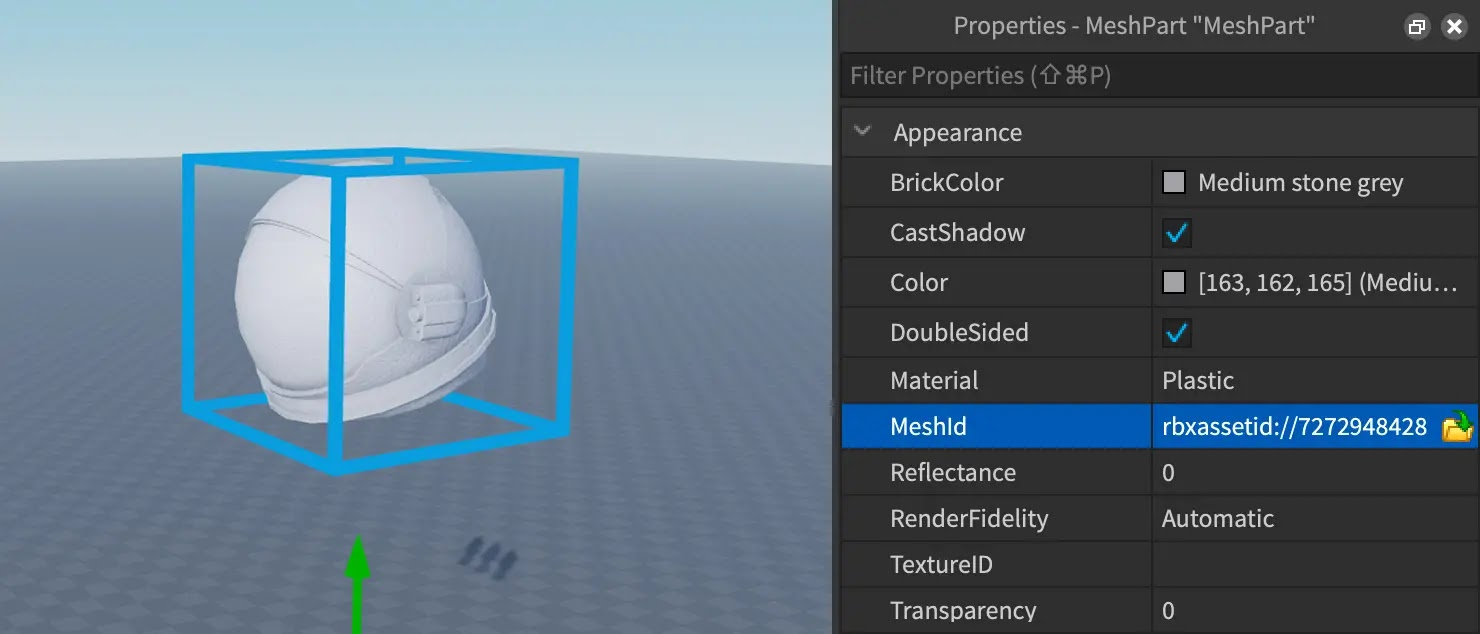 Properties - MeshPart "MeshPart"
Filter Properties (⇧⌘P)
Appearance
BrickColor Medium stone grey
CastShadow
Color [163, 162, 165] (Mediu...
DoubleSided
Material Plastic
MeshId rbxassetid://7272948428
Reflectance 0
RenderFidelity Automatic
TextureID
Transparency 0